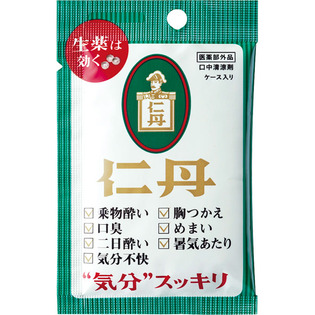 生薬は
効く
医薬部外品
口中清涼剤
ケース入り
仁丹
仁丹
乗物酔い
胸つかえ
口臭
めまい
二日酔い
暑気あたり
気分不快
“気分”スッキリ